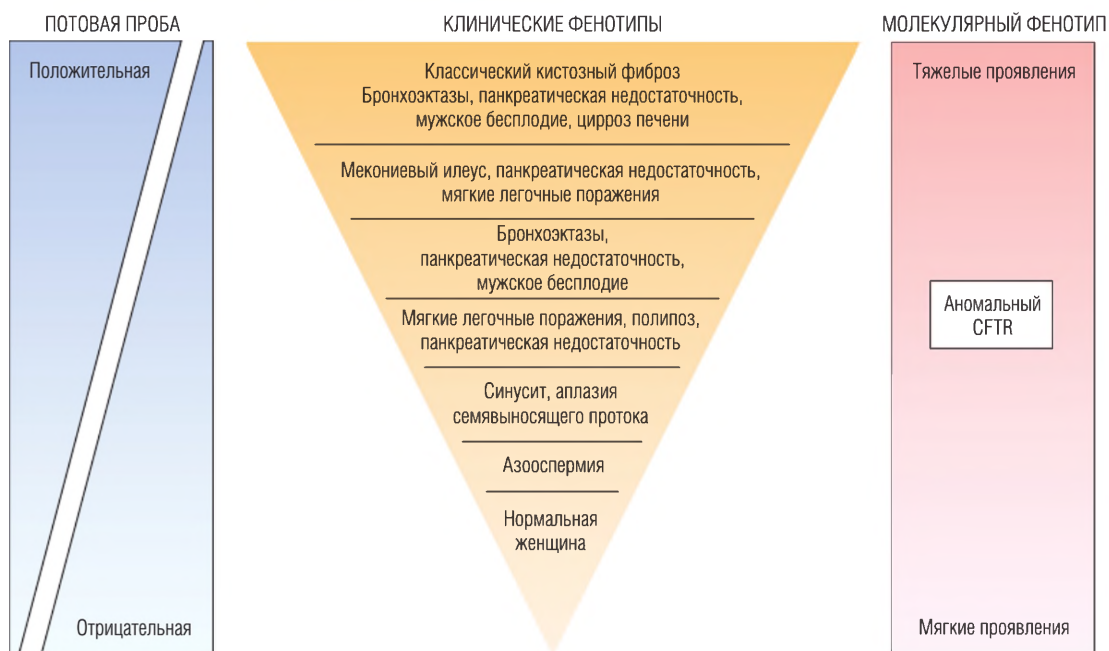 ПОТОВАЯ ПРОБА
Положительная
Отрицательная
КЛИНИЧЕСКИЕ ФЕНОТИПЫ
Классический кистозный фиброз
Бронхоэктазы, панкреатическая недостаточность,
мужское бесплодие, цирроз печени
Мекониевый илеус, панкреатическая недостаточность,
мягкие легочные поражения
Бронхоэктазы,
панкреатическая недостаточность,
мужское бесплодие
Мягкие легочные поражения, полипоз,
панкреатическая недостаточность
Синусит, аплазия
семявыносящего протока
Азооспермия
Нормальная
женщина
МОЛЕКУЛЯРНЫЙ ФЕНОТИП
Тяжелые проявления
Аномальный
CFTR
Мягкие проявления